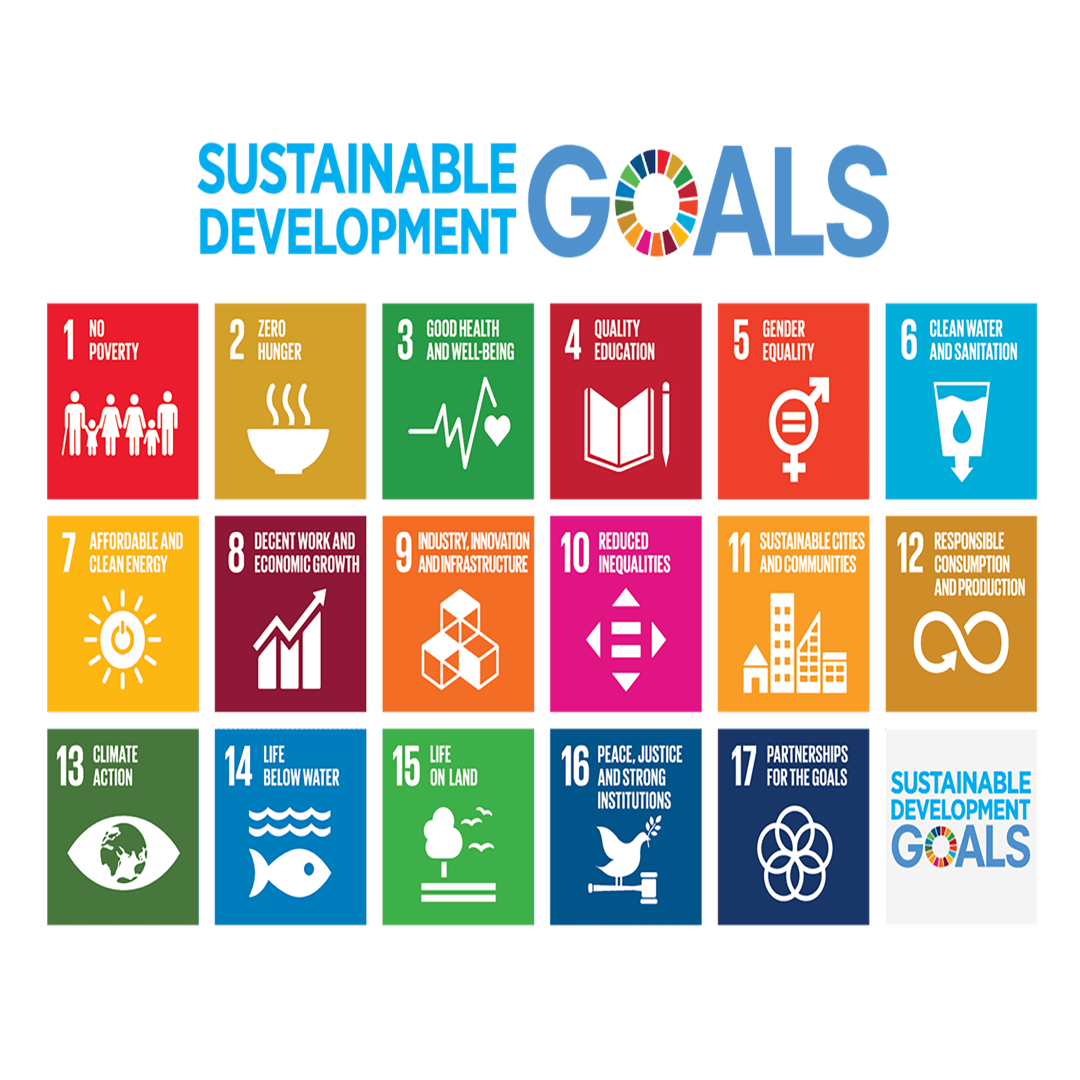 SUSTAINABLE
DEVELOPMENT
GOALS
1 NO
POVERTY
2 ZERO
HUNGER
3 GOOD HEALTH
AND WELL-BEING
4 QUALITY
EDUCATION
5 GENDER
EQUALITY
6 CLEAN WATER
AND SANITATION
7 AFFORDABLE AND
CLEAN ENERGY
8 DECENT WORK AND
ECONOMIC GROWTH
9 INDUSTRY, INNOVATION
AND INFRASTRUCTURE
10 REDUCED
INEQUALITIES
11 SUSTAINABLE CITIES
AND COMMUNITIES
12 RESPONSIBLE
CONSUMPTION
AND PRODUCTION
13 CLIMATE
ACTION
14 LIFE
BELOW WATER
15 LIFE
ON LAND
16 PEACE, JUSTICE
AND STRONG
INSTITUTIONS
17 PARTNERSHIPS
FOR THE GOALS
SUSTAINABLE
DEVELOPMENT
GOALS